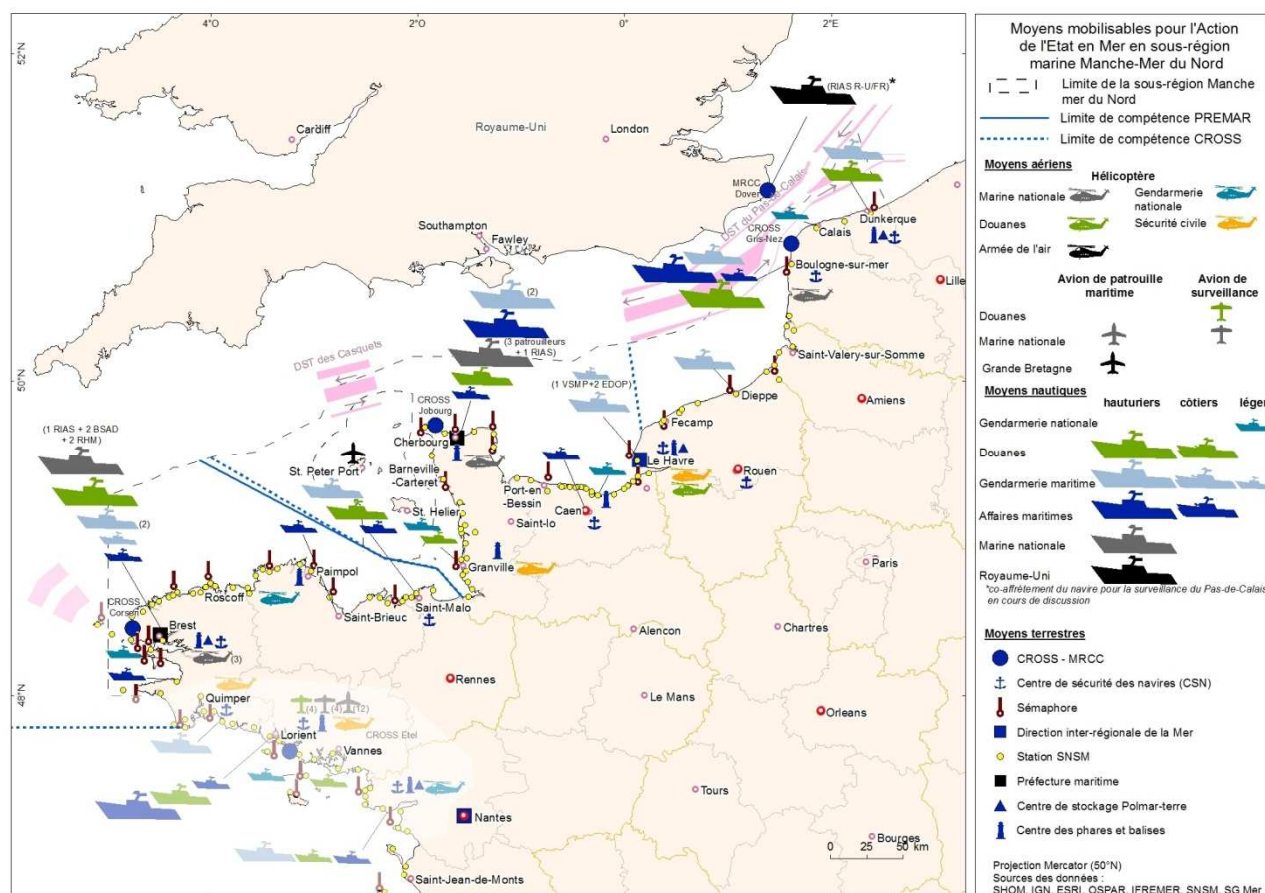 4°O
2°O
0°
2°E
52°N
50°N
48°N
(RIAS R-U/FR)*
Cardiff
Royaume-Uni
London
MRCC
Dover
DST du Pas-de-Calais
Dunkerque
CROSS
Gris-Nez
Calais
Southampton
Fawley
Boulogne-sur-mer
Lille
(2)
(3 patrouilleurs
+ 1 RIAS)
DST des Casquets
Saint-Valery-sur-Somme
(1 VSMP+2 EDOP)
Dieppe
Amiens
CROSS
Jobourg
Fecamp
(1 RIAS + 2 BSAD
+ 2 RHM)
Cherbourg
Le Havre
St. Peter Port
Barneville
-Carteret
Rouen
Port-en
-Bessin
Caen
St. Helier
Saint-lo
(2)
Granville
Paris
Paimpol
Roscoff
CROSS
Corsen
Saint-Malo
Saint-Brieuc
Brest
Alencon
Chartres
(3)
Rennes
Le Mans
Orleans
Quimper
(4)
(4)
(12)
Lorient
CROSS Etel
Vannes
Tours
Nantes
Bourges
0 25 50 km
Saint-Jean-de-Monts
Moyens mobilisables pour l'Action
de l'Etat en Mer en sous-région
marine Manche-Mer du Nord
Limite de la sous-région Manche
mer du Nord
Limite de compétence PREMAR
Limite de compétence CROSS
Moyens aériens
Hélicoptère
Marine nationale
Gendarmerie
nationale
Douanes
Sécurité civile
Armée de l'air
Avion de patrouille
maritime
Avion de
surveillance
Douanes
Marine nationale
Grande Bretagne
Moyens nautiques
hauturiers
côtiers
léger
Gendarmerie nationale
Douanes
Gendarmerie maritime
Affaires maritimes
Marine nationale
Royaume-Uni
*co-affrètement du navire pour la surveillance du Pas-de-Calais
en cours de discussion
Moyens terrestres
CROSS - MRCC
Centre de sécurité des navires (CSN)
Sémaphore
Direction inter-régionale de la Mer
Station SNSM
Préfecture maritime
Centre de stockage Polmar-terre
Centre des phares et balises
Projection Mercator (50°N)
Sources des données :
SHOM, IGN, ESRI, OSPAR, IFREMER, SNSM, SG Mer